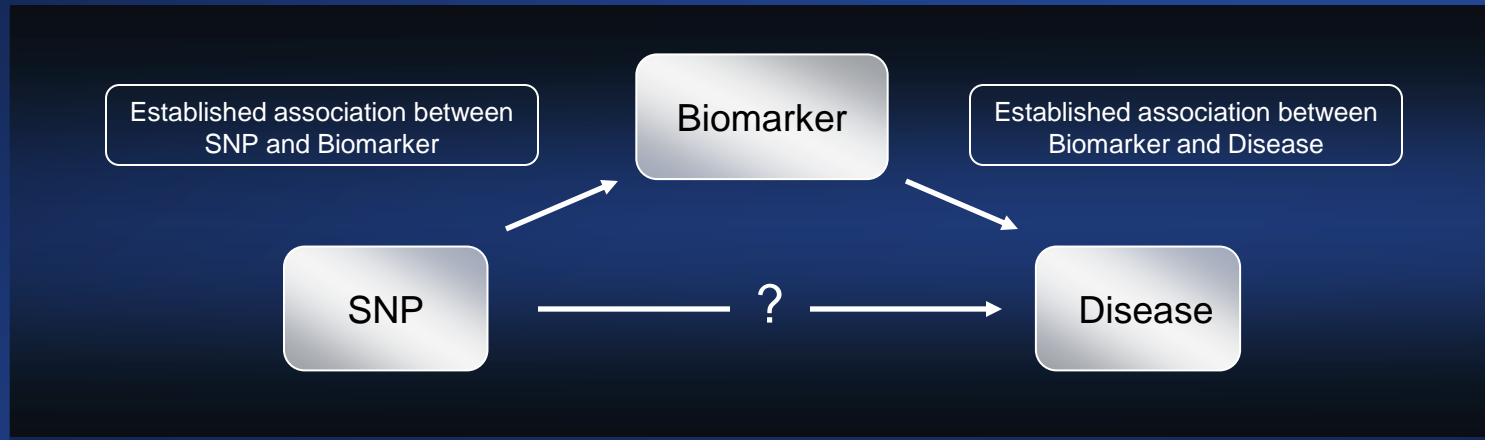 Established association between
SNP and Biomarker
Biomarker
Established association between
Biomarker and Disease
SNP
?
Disease